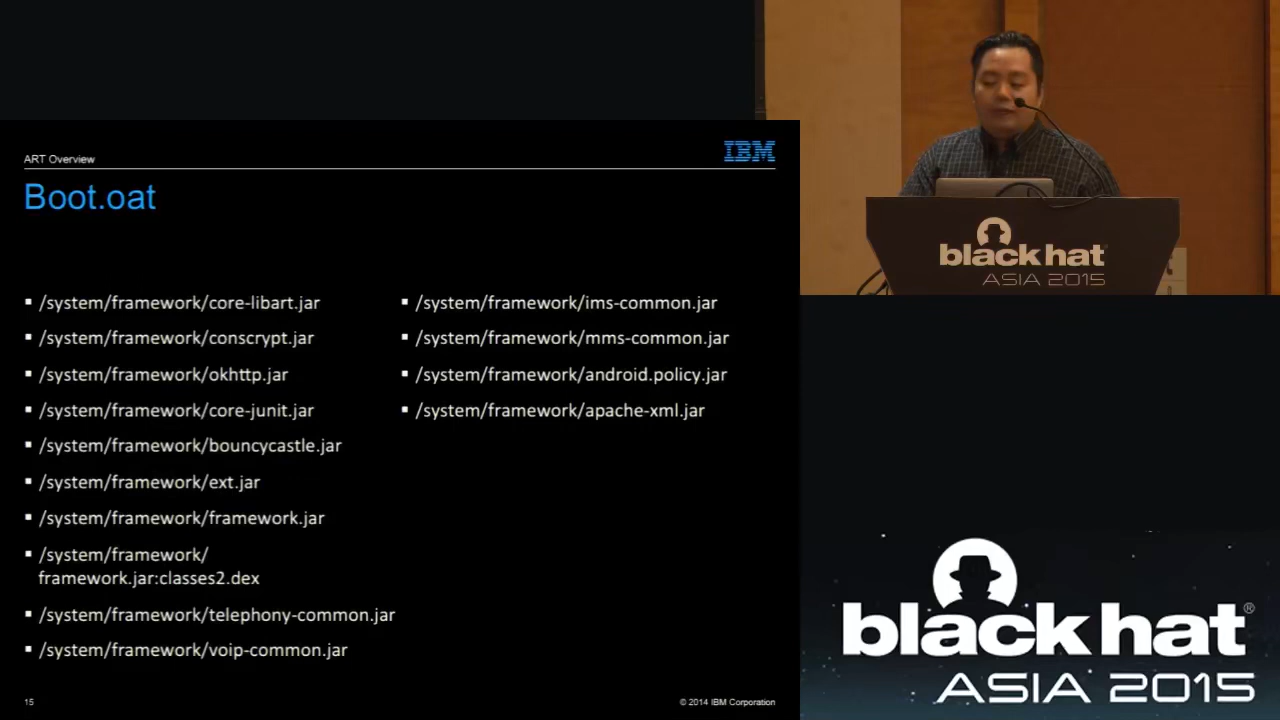 ART Overview
IBM
Boot.oat
▪ /system/framework/core-libart.jar
▪ /system/framework/conscrypt.jar
▪ /system/framework/okhttp.jar
▪ /system/framework/core-junit.jar
▪ /system/framework/bouncycastle.jar
▪ /system/framework/ext.jar
▪ /system/framework/framework.jar
▪ /system/framework/
framework.jar:classes2.dex
▪ /system/framework/telephony-common.jar
▪ /system/framework/voip-common.jar
▪ /system/framework/ims-common.jar
▪ /system/framework/mms-common.jar
▪ /system/framework/android.policy.jar
▪ /system/framework/apache-xml.jar
15
© 2014 IBM Corporation
black hat
ASIA 2015
black hat®
ASIA 2015